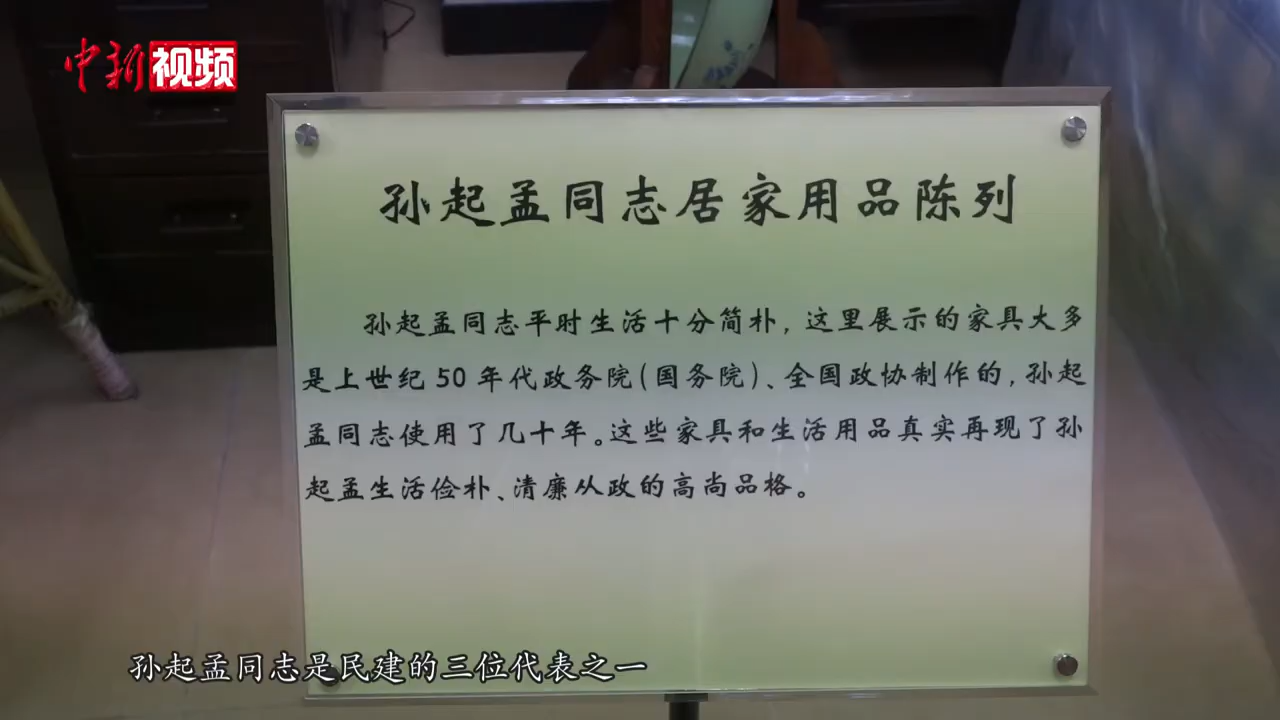 中新视频
孙起孟同志居家用品陈列
孙起孟同志平时生活十分简朴，这里展示的家具大多
是上世纪50年代政务院(国务院)、全国政协制作的，孙起
孟同志使用了几十年。这些家具和生活用品真实再现了孙
起孟生活俭朴、清廉从政的高尚品格。
孙起孟同志是民建的三位代表之一